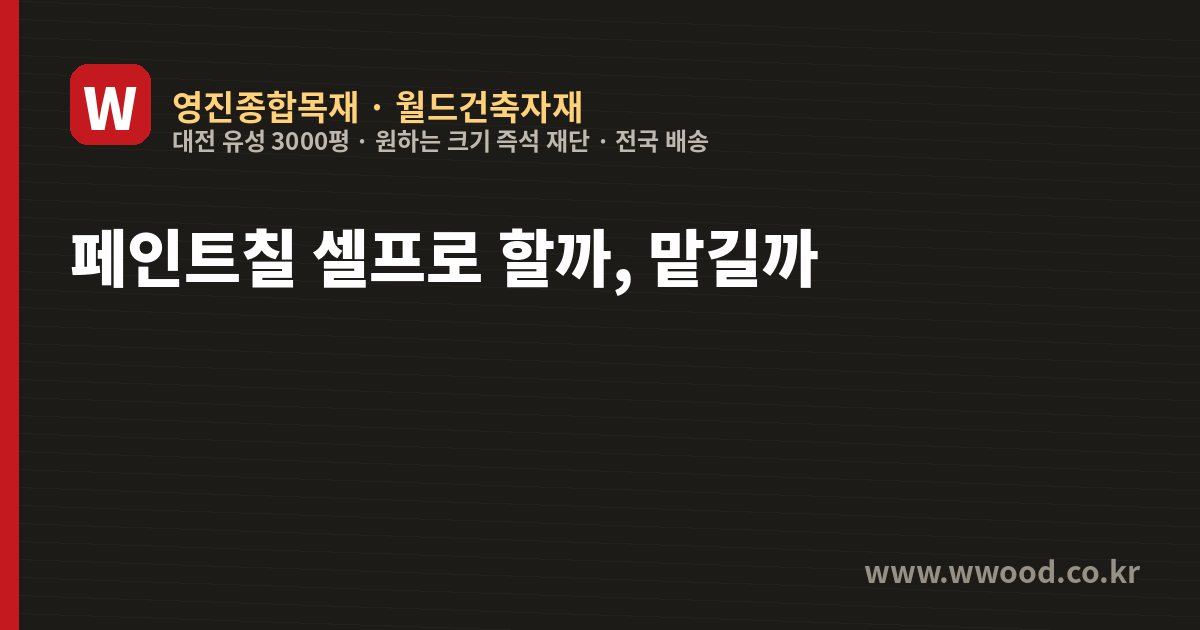 W
영진종합목재 · 월드건축자재
대전 유성 3000평 · 원하는 크기 즉석 재단 · 전국 배송
페인트칠 셀프로 할까, 맡길까
www.wwood.co.kr